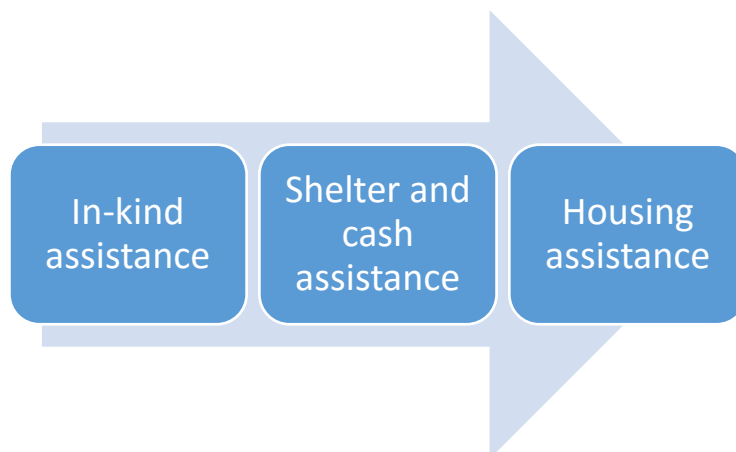 In-kind
assistance
Shelter and
cash
assistance
Housing
assistance